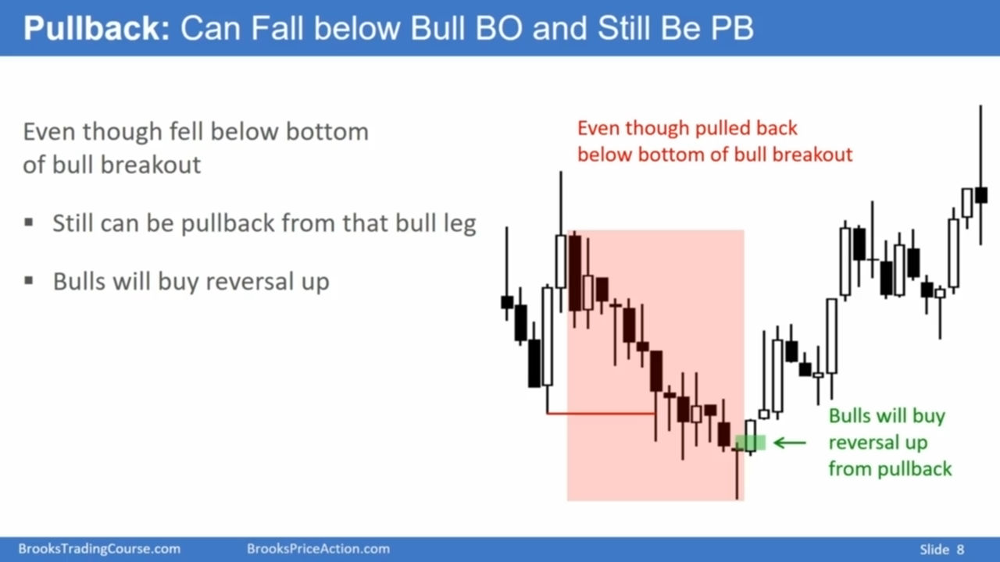 Pullback: Can Fall below Bull BO and Still Be PB
Even though fell below bottom
of bull breakout
▪ Still can be pullback from that bull leg
▪ Bulls will buy reversal up
Even though pulled back
below bottom of bull breakout
Bulls will buy
reversal up
from pullback
BrooksTradingCourse.com
BrooksPriceAction.com
Slide 8